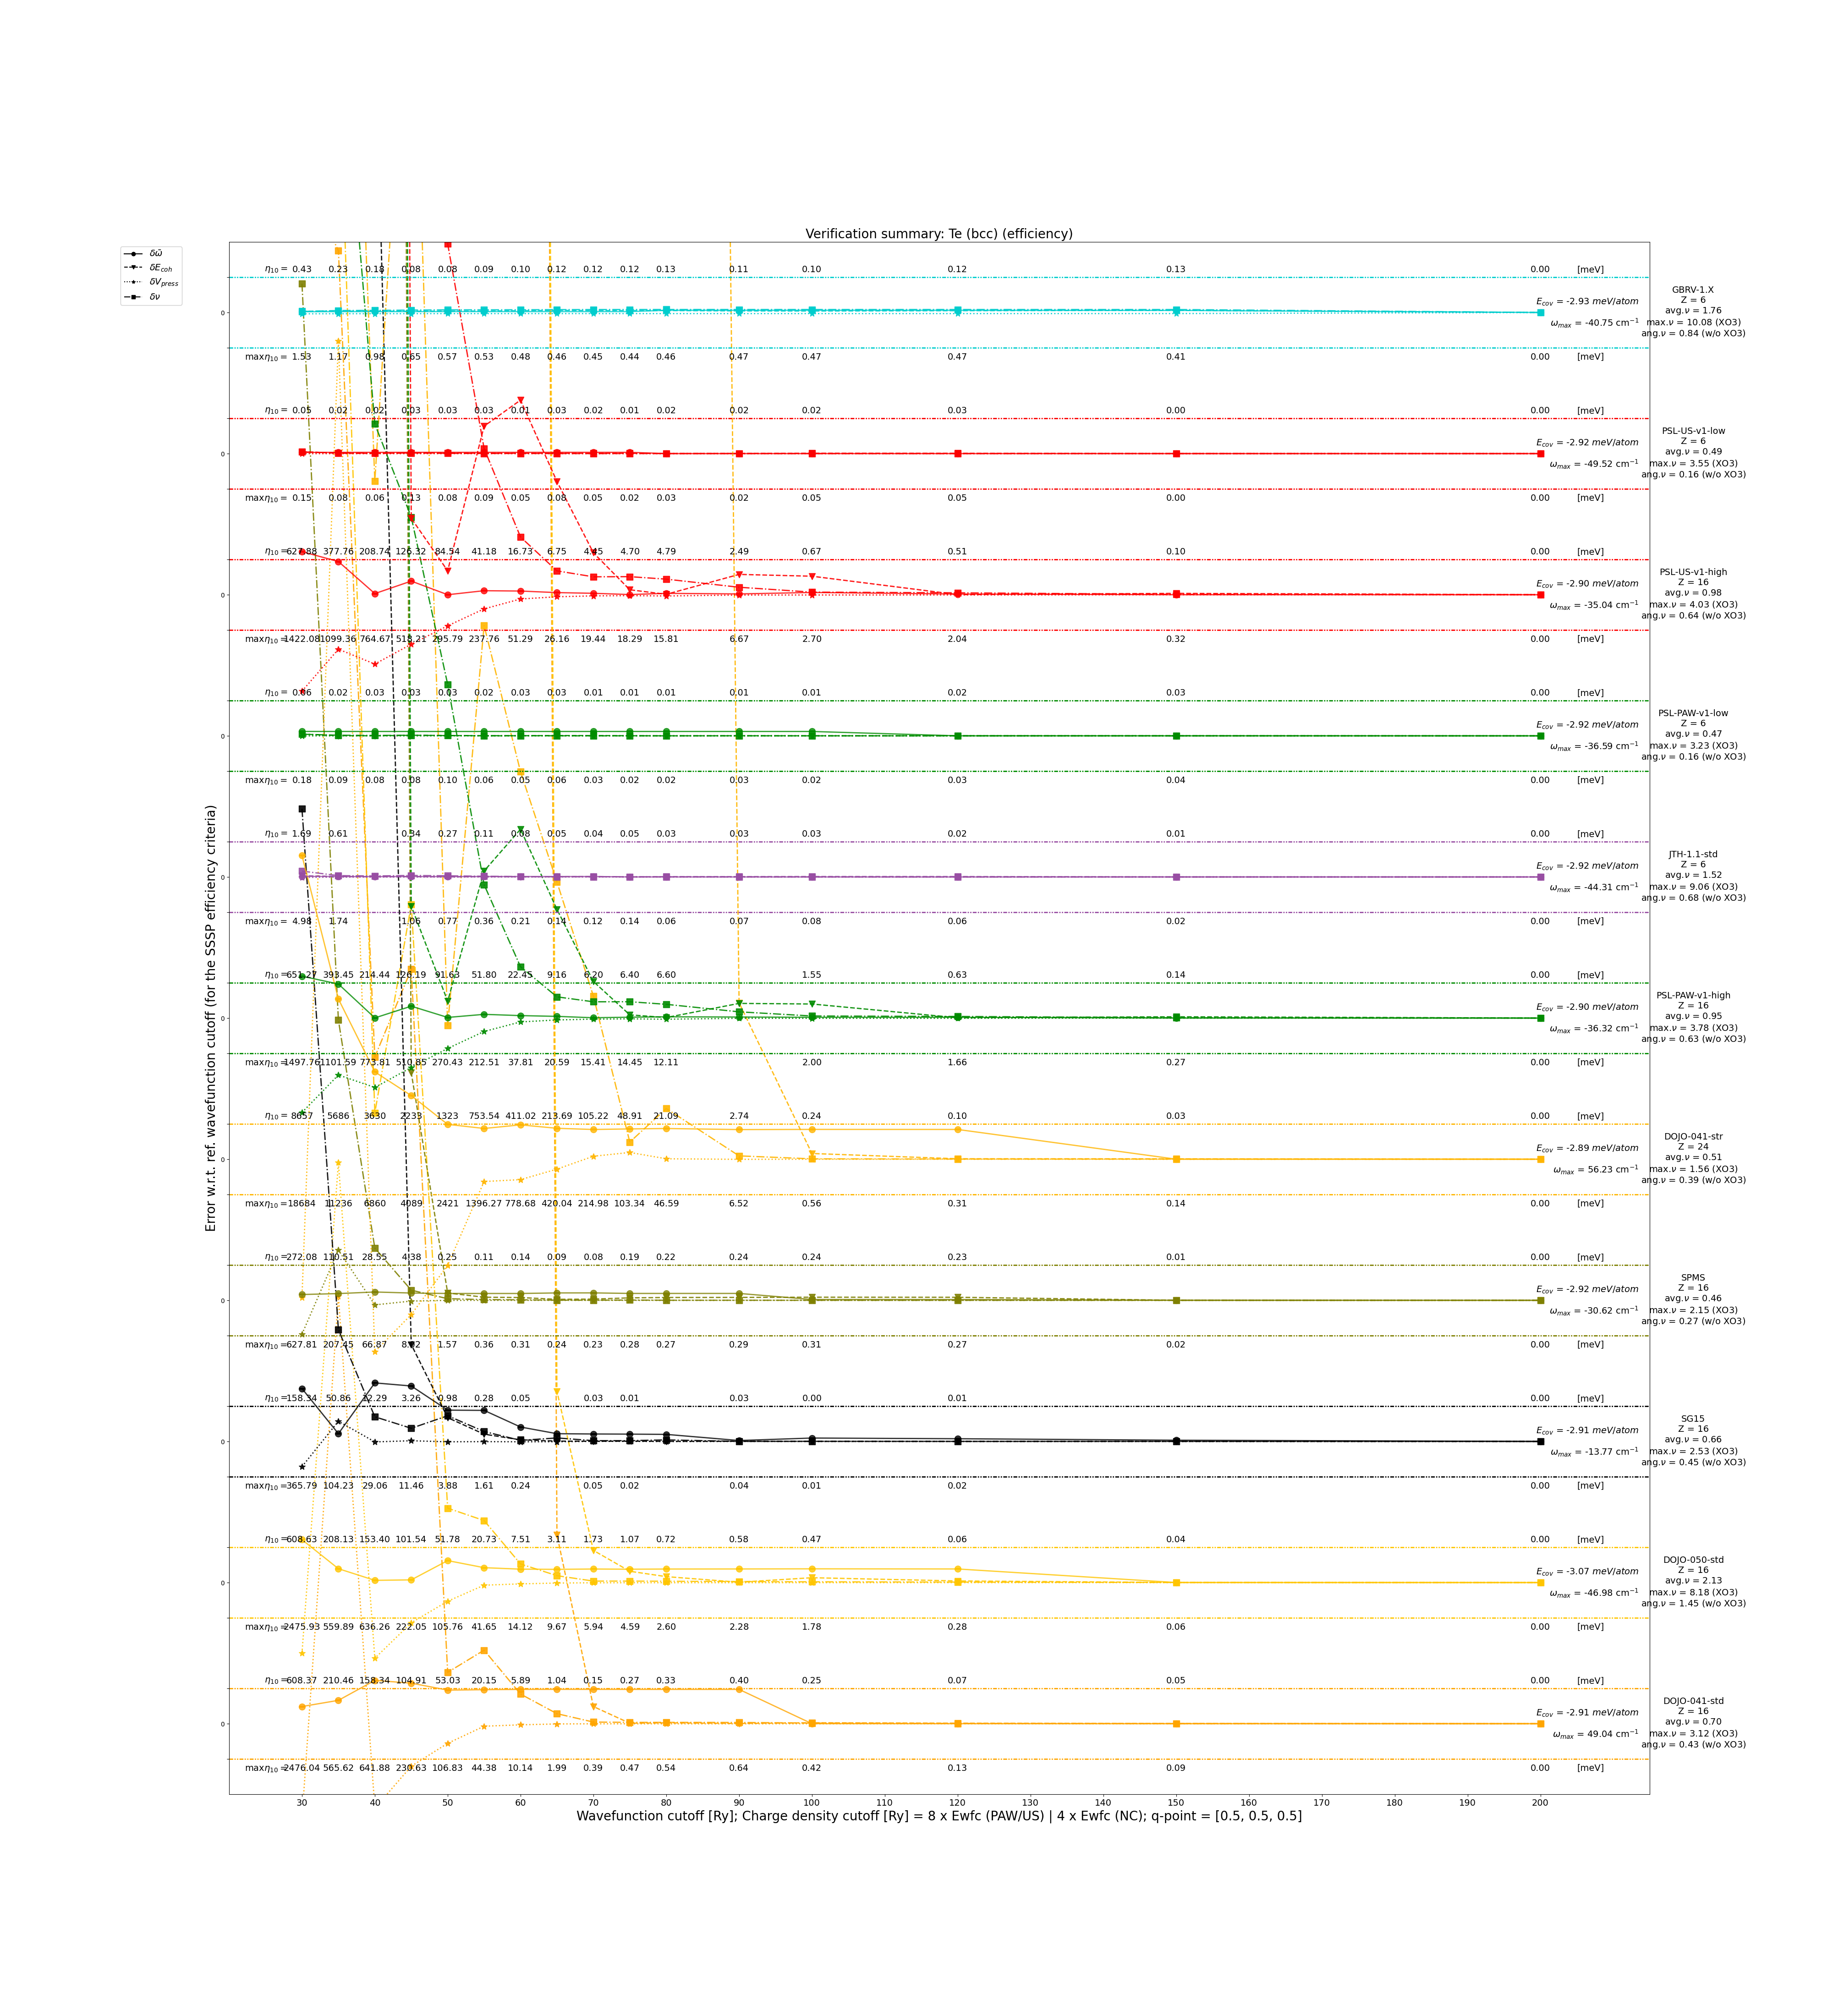 Verification summary: Te (bcc) (efficiency)
δω̄
δE_coh
δV_press
δν
η₁₀ = 0.43 0.23 0.18 0.08 0.08 0.09 0.10 0.12 0.12 0.12 0.13 0.11 0.10 0.12 0.13 0.00 [meV]
0
E_cov = -2.93 meV/atom
ω_max = -40.75 cm⁻¹
GBRV-1.X
Z = 6
avg.ν = 1.76
max.ν = 10.08 (XO3)
ang.ν = 0.84 (w/o XO3)
maxη₁₀ = 1.53 1.17 0.98 0.65 0.57 0.53 0.48 0.46 0.45 0.44 0.46 0.47 0.47 0.47 0.41 0.00 [meV]
η₁₀ = 0.05 0.02 0.02 0.03 0.03 0.03 0.01 0.03 0.02 0.01 0.02 0.02 0.02 0.03 0.00 0.00 [meV]
0
E_cov = -2.92 meV/atom
ω_max = -49.52 cm⁻¹
PSL-US-v1-low
Z = 6
avg.ν = 0.49
max.ν = 3.55 (XO3)
ang.ν = 0.16 (w/o XO3)
maxη₁₀ = 0.15 0.08 0.06 0.13 0.08 0.09 0.05 0.08 0.05 0.02 0.03 0.02 0.05 0.05 0.00 0.00 [meV]
η₁₀ = 627.88 377.76 208.74 126.32 84.54 41.18 16.73 6.75 4.45 4.70 4.79 2.49 0.67 0.51 0.10 0.00 [meV]
0
E_cov = -2.90 meV/atom
ω_max = -35.04 cm⁻¹
PSL-US-v1-high
Z = 16
avg.ν = 0.98
max.ν = 4.03 (XO3)
ang.ν = 0.64 (w/o XO3)
maxη₁₀ = 1422.08 1099.36 764.67 518.21 295.79 237.76 51.29 26.16 19.44 18.29 15.81 6.67 2.70 2.04 0.32 0.00 [meV]
η₁₀ = 0.06 0.02 0.03 0.03 0.03 0.02 0.03 0.03 0.01 0.01 0.01 0.01 0.01 0.02 0.03 0.00 [meV]
0
E_cov = -2.92 meV/atom
ω_max = -36.59 cm⁻¹
PSL-PAW-v1-low
Z = 6
avg.ν = 0.47
max.ν = 3.23 (XO3)
ang.ν = 0.16 (w/o XO3)
maxη₁₀ = 0.18 0.09 0.08 0.08 0.10 0.06 0.05 0.06 0.03 0.02 0.02 0.03 0.02 0.03 0.04 0.00 [meV]
η₁₀ = 1.69 0.61 0.34 0.27 0.11 0.08 0.05 0.04 0.05 0.03 0.03 0.03 0.02 0.01 0.00 [meV]
0
E_cov = -2.92 meV/atom
ω_max = -44.31 cm⁻¹
JTH-1.1-std
Z = 6
avg.ν = 1.52
max.ν = 9.06 (XO3)
ang.ν = 0.68 (w/o XO3)
maxη₁₀ = 4.98 1.74 1.06 0.77 0.36 0.21 0.14 0.12 0.14 0.06 0.07 0.08 0.06 0.02 0.00 [meV]
η₁₀ = 651.27 393.45 214.44 126.19 91.63 51.80 22.45 9.16 6.20 6.40 6.60 1.55 0.63 0.14 0.00 [meV]
0
E_cov = -2.90 meV/atom
ω_max = -36.32 cm⁻¹
PSL-PAW-v1-high
Z = 16
avg.ν = 0.95
max.ν = 3.78 (XO3)
ang.ν = 0.63 (w/o XO3)
maxη₁₀ = 1497.76 1101.59 773.81 510.85 270.43 212.51 37.81 20.59 15.41 14.45 12.11 2.00 1.66 0.27 0.00 [meV]
η₁₀ = 8657 5686 3630 2233 1323 753.54 411.02 213.69 105.22 48.91 21.09 2.74 0.24 0.10 0.03 0.00 [meV]
0
E_cov = -2.89 meV/atom
ω_max = 56.23 cm⁻¹
DOJO-041-str
Z = 24
avg.ν = 0.51
max.ν = 1.56 (XO3)
ang.ν = 0.39 (w/o XO3)
maxη₁₀ = 18684 11236 6860 4089 2421 1396.27 778.68 420.04 214.98 103.34 46.59 6.52 0.56 0.31 0.14 0.00 [meV]
η₁₀ = 272.08 110.51 28.55 4.38 0.25 0.11 0.14 0.09 0.08 0.19 0.22 0.24 0.24 0.23 0.01 0.00 [meV]
0
E_cov = -2.92 meV/atom
ω_max = -30.62 cm⁻¹
SPMS
Z = 16
avg.ν = 0.46
max.ν = 2.15 (XO3)
ang.ν = 0.27 (w/o XO3)
maxη₁₀ = 627.81 207.45 66.87 1.57 0.36 0.31 0.24 0.23 0.28 0.27 0.29 0.31 0.27 0.02 0.00 [meV]
η₁₀ = 158.34 50.86 12.29 3.26 0.98 0.28 0.05 0.03 0.01 0.03 0.00 0.01 0.00 [meV]
0
E_cov = -2.91 meV/atom
ω_max = -13.77 cm⁻¹
SG15
Z = 16
avg.ν = 0.66
max.ν = 2.53 (XO3)
ang.ν = 0.45 (w/o XO3)
maxη₁₀ = 365.79 104.23 29.06 11.46 3.88 1.61 0.24 0.05 0.02 0.04 0.01 0.02 0.00 [meV]
η₁₀ = 608.63 208.13 153.40 101.54 51.78 20.73 7.51 3.11 1.73 1.07 0.72 0.58 0.47 0.06 0.04 0.00 [meV]
0
E_cov = -3.07 meV/atom
ω_max = -46.98 cm⁻¹
DOJO-050-std
Z = 16
avg.ν = 2.13
max.ν = 8.18 (XO3)
ang.ν = 1.45 (w/o XO3)
maxη₁₀ = 2475.93 559.89 636.26 222.05 105.76 41.65 14.12 9.67 5.94 4.59 2.60 2.28 1.78 0.28 0.06 0.00 [meV]
η₁₀ = 608.37 210.46 158.34 104.91 53.03 20.15 5.89 1.04 0.15 0.27 0.33 0.40 0.25 0.07 0.05 0.00 [meV]
0
E_cov = -2.91 meV/atom
ω_max = 49.04 cm⁻¹
DOJO-041-std
Z = 16
avg.ν = 0.70
max.ν = 3.12 (XO3)
ang.ν = 0.43 (w/o XO3)
maxη₁₀ = 2476.04 565.62 641.88 230.63 106.83 44.38 10.14 1.99 0.39 0.47 0.54 0.64 0.42 0.13 0.09 0.00 [meV]
30 40 50 60 70 80 90 100 110 120 130 140 150 160 170 180 190 200
Wavefunction cutoff [Ry]; Charge density cutoff [Ry] = 8 x Ewfc (PAW/US) | 4 x Ewfc (NC); q-point = [0.5, 0.5, 0.5]
Error w.r.t. ref. wavefunction cutoff (for the SSSP efficiency criteria)